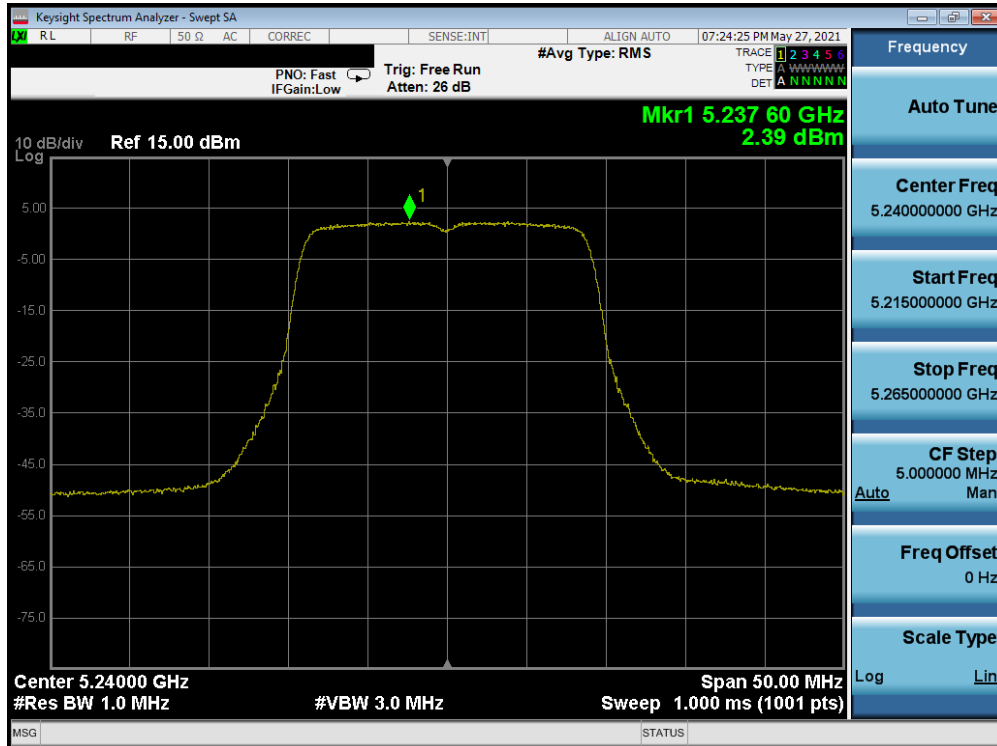 LXI Keysight Spectrum Analyzer - Swept SA
RL RF 50 Ω AC CORREC SENSE:INT ALIGN AUTO 07:24:25 PM May 27, 2021
#Avg Type: RMS TRACE 1 2 3 4 5 6
PNO: Fast Trig: Free Run TYPE A WWWWW
IFGain:Low Atten: 26 dB DET A N N N N N
Mkr1 5.237 60 GHz
10 dB/div Ref 15.00 dBm 2.39 dBm
Log
1
5.00
-5.00
-15.0
-25.0
-35.0
-45.0
-55.0
-65.0
-75.0
Center 5.24000 GHz Span 50.00 MHz
#Res BW 1.0 MHz #VBW 3.0 MHz Sweep 1.000 ms (1001 pts)
MSG STATUS
Frequency
Auto Tune
Center Freq
5.240000000 GHz
Start Freq
5.215000000 GHz
Stop Freq
5.265000000 GHz
CF Step
5.000000 MHz
Auto Man
Freq Offset
0 Hz
Scale Type
Log Lin